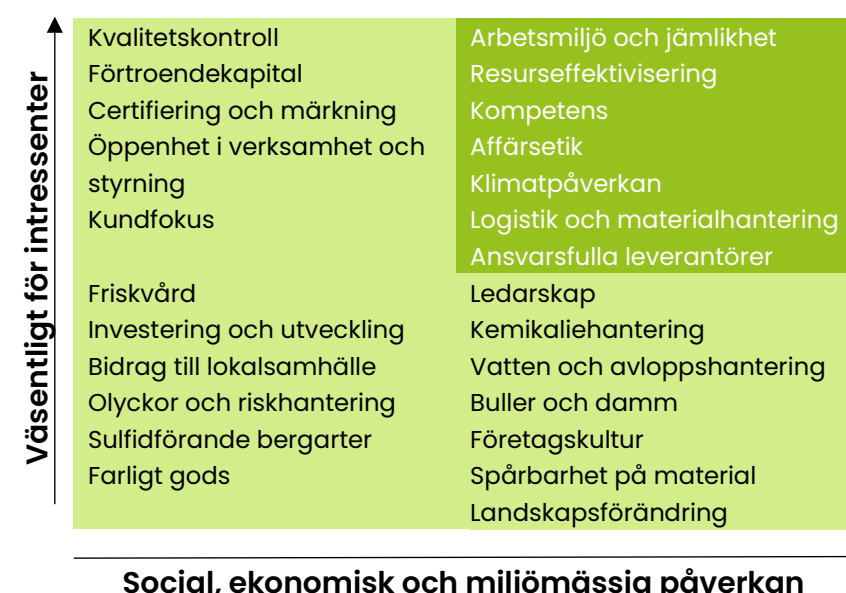 Väsentligt för intressenter
Kvalitetskontroll
Förtroendekapital
Certifiering och märkning
Öppenhet i verksamhet och
styrning
Kundfokus
Arbetsmiljö och jämlikhet
Resurseffektivisering
Kompetens
Affärsetik
Klimatpåverkan
Logistik och materialhantering
Ansvarsfulla leverantörer
Friskvård
Investering och utveckling
Bidrag till lokalsamhälle
Olyckor och riskhantering
Sulfidförande bergarter
Farligt gods
Ledarskap
Kemikaliehantering
Vatten och avloppshantering
Buller och damm
Företagskultur
Spårbarhet på material
Landskapsförändring
Social, ekonomisk och miljömässig påverkan